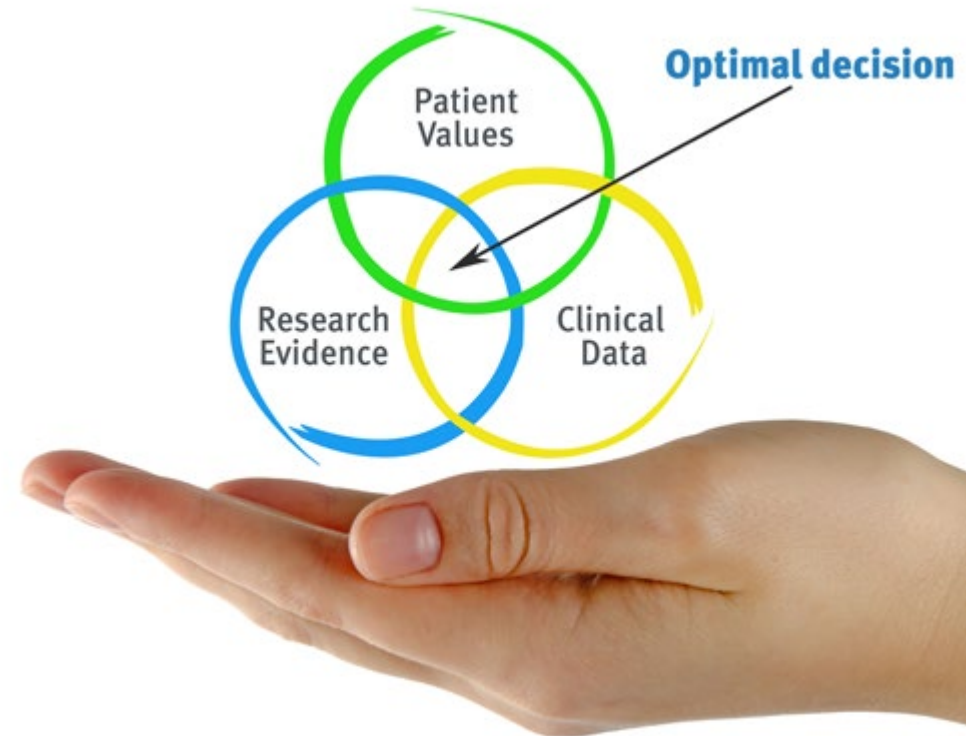 Optimal decision
Patient
Values
Research
Evidence
Clinical
Data